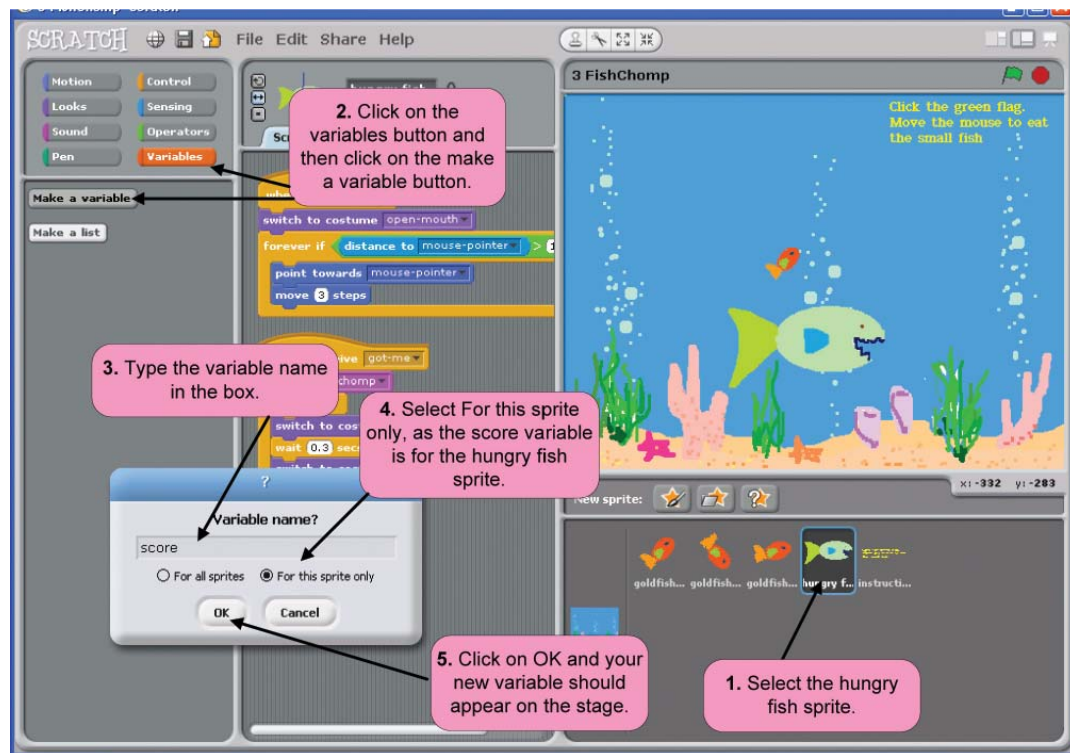 SCRATCH File Edit Share Help
Motion Control
Looks Sensing
Sound Operators
Pen Variables
Make a variable
Make a list
2. Click on the
variables button and
then click on the make
a variable button.
switch to costume open-mouth
forever if distance to mouse-pointer >
point towards mouse-pointer
move 3 steps
got-me
chomp
wait 0.3 secs
3. Type the variable name
in the box.
4. Select For this sprite
only, as the score variable
is for the hungry fish
sprite.
?
Variable name?
score
For all sprites For this sprite only
OK Cancel
5. Click on OK and your
new variable should
appear on the stage.
3 FishChomp
Click the green flag.
Move the mouse to eat
the small fish
x: -332 y: -283
New sprite:
goldfish... goldfish... goldfish... hungry f... instructi...
1. Select the hungry
fish sprite.